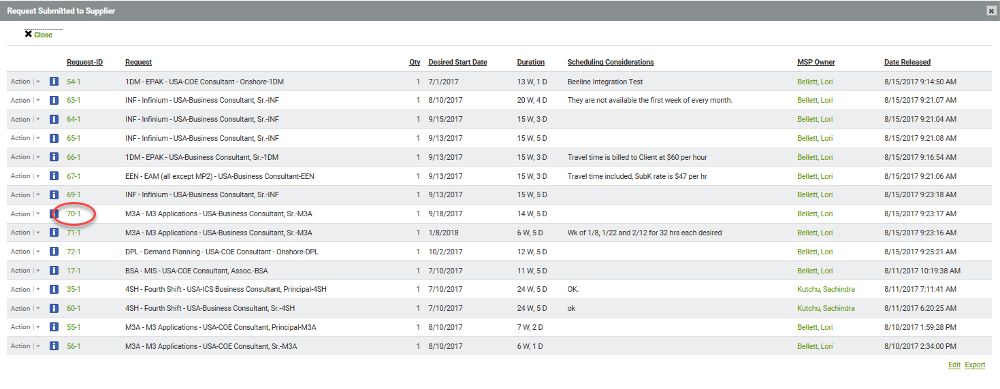 Request Submitted to Supplier
Close
Request-ID Request Qty Desired Start Date Duration Scheduling Considerations MSP Owner Date Released
Action 54-1 1DM - EPAK - USA-COE Consultant - Onshore-1DM 1 7/1/2017 13 W, 1 D Beeline Integration Test Bellett, Lori 8/15/2017 9:14:50 AM
Action 63-1 INF - Infinium - USA-Business Consultant, Sr.-INF 1 8/10/2017 20 W, 4 D They are not available the first week of every month. Bellett, Lori 8/15/2017 9:21:07 AM
Action 64-1 INF - Infinium - USA-Business Consultant, Sr.-INF 1 9/15/2017 15 W, 3 D Bellett, Lori 8/15/2017 9:21:04 AM
Action 65-1 INF - Infinium - USA-Business Consultant, Sr.-INF 1 9/13/2017 15 W, 5 D Bellett, Lori 8/15/2017 9:21:08 AM
Action 66-1 1DM - EPAK - USA-Business Consultant, Sr.-1DM 1 9/13/2017 15 W, 3 D Travel time is billed to Client at $60 per hour Bellett, Lori 8/15/2017 9:16:54 AM
Action 67-1 EEN - EAM (all except MP2) - USA-Business Consultant-EEN 1 9/13/2017 15 W, 3 D Travel time included, SubK rate is $47 per hr Bellett, Lori 8/15/2017 9:21:06 AM
Action 69-1 INF - Infinium - USA-Business Consultant, Sr.-INF 1 9/13/2017 15 W, 5 D Bellett, Lori 8/15/2017 9:23:18 AM
Action 70-1 M3A - M3 Applications - USA-Business Consultant, Sr.-M3A 1 9/18/2017 14 W, 5 D Bellett, Lori 8/15/2017 9:23:17 AM
Action 71-1 M3A - M3 Applications - USA-Business Consultant, Sr.-M3A 1 1/8/2018 6 W, 5 D Wk of 1/8, 1/22 and 2/12 for 32 hrs each desired Bellett, Lori 8/15/2017 9:23:16 AM
Action 72-1 DPL - Demand Planning - USA-COE Consultant - Onshore-DPL 1 10/2/2017 12 W, 5 D Bellett, Lori 8/15/2017 9:25:21 AM
Action 17-1 BSA - MIS - USA-COE Consultant, Assoc.-BSA 1 7/10/2017 11 W, 5 D Bellett, Lori 8/11/2017 10:19:38 AM
Action 35-1 4SH - Fourth Shift - USA-ICS Business Consultant, Principal-4SH 1 7/10/2017 24 W, 5 D OK. Kutchu, Sachindra 8/11/2017 7:11:41 AM
Action 60-1 4SH - Fourth Shift - USA-Business Consultant, Sr.-4SH 1 7/10/2017 24 W, 5 D ok Kutchu, Sachindra 8/11/2017 6:20:25 AM
Action 55-1 M3A - M3 Applications - USA-COE Consultant, Principal-M3A 1 8/10/2017 7 W, 2 D Bellett, Lori 8/10/2017 1:59:28 PM
Action 56-1 M3A - M3 Applications - USA-COE Consultant, Sr.-M3A 1 8/10/2017 6 W, 1 D Bellett, Lori 8/10/2017 2:34:00 PM
Edit Export